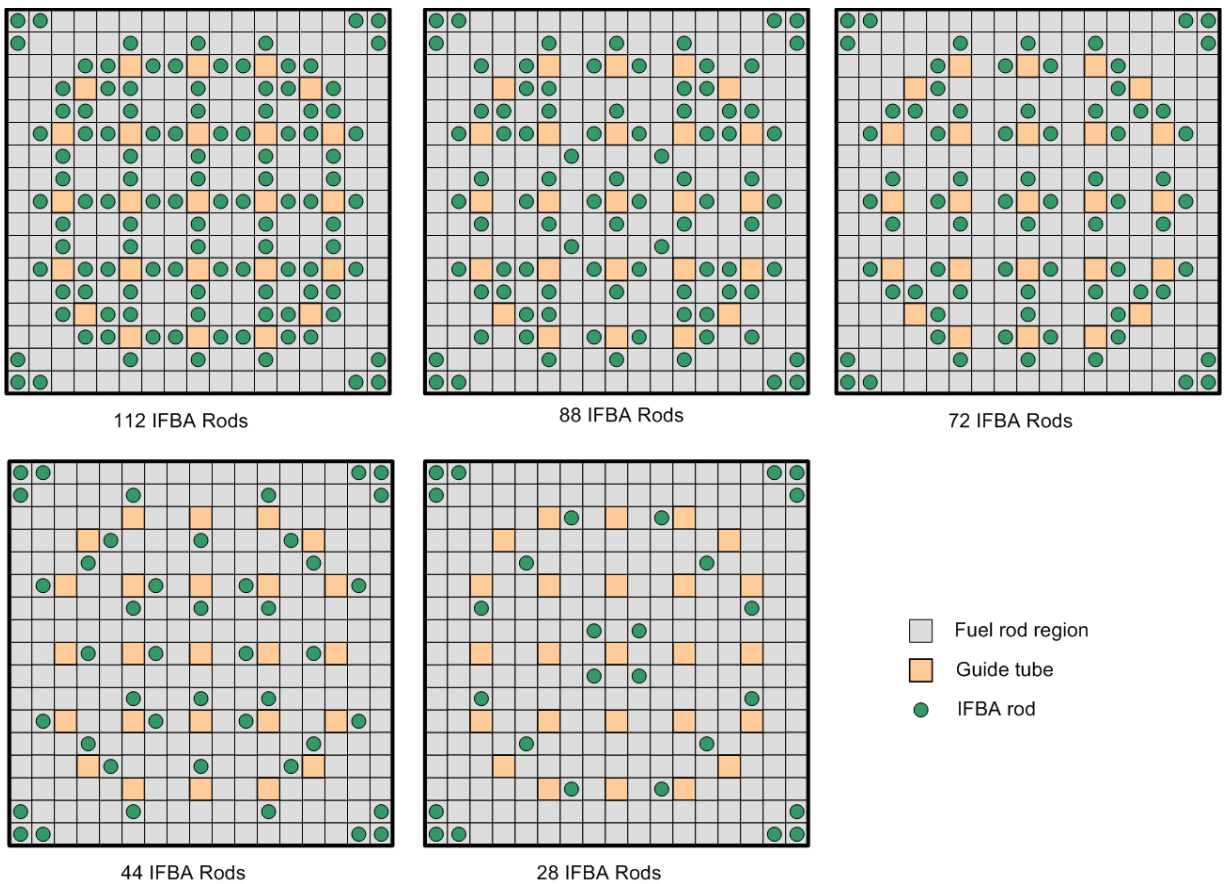 112 IFBA Rods
88 IFBA Rods
72 IFBA Rods
44 IFBA Rods
28 IFBA Rods
Fuel rod region
Guide tube
IFBA rod